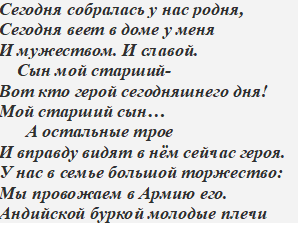 Сегодня собралась у нас родня,
Сегодня веет в доме у меня
И мужеством. И славой.
Сын мой старший-
Вот кто герой сегодняшнего дня!
Мой старший сын…
А остальные трое
И вправду видят в нём сейчас героя.
У нас в семье большой торжество:
Мы провожаем в Армию его.
Андийской буркой молодые плечи